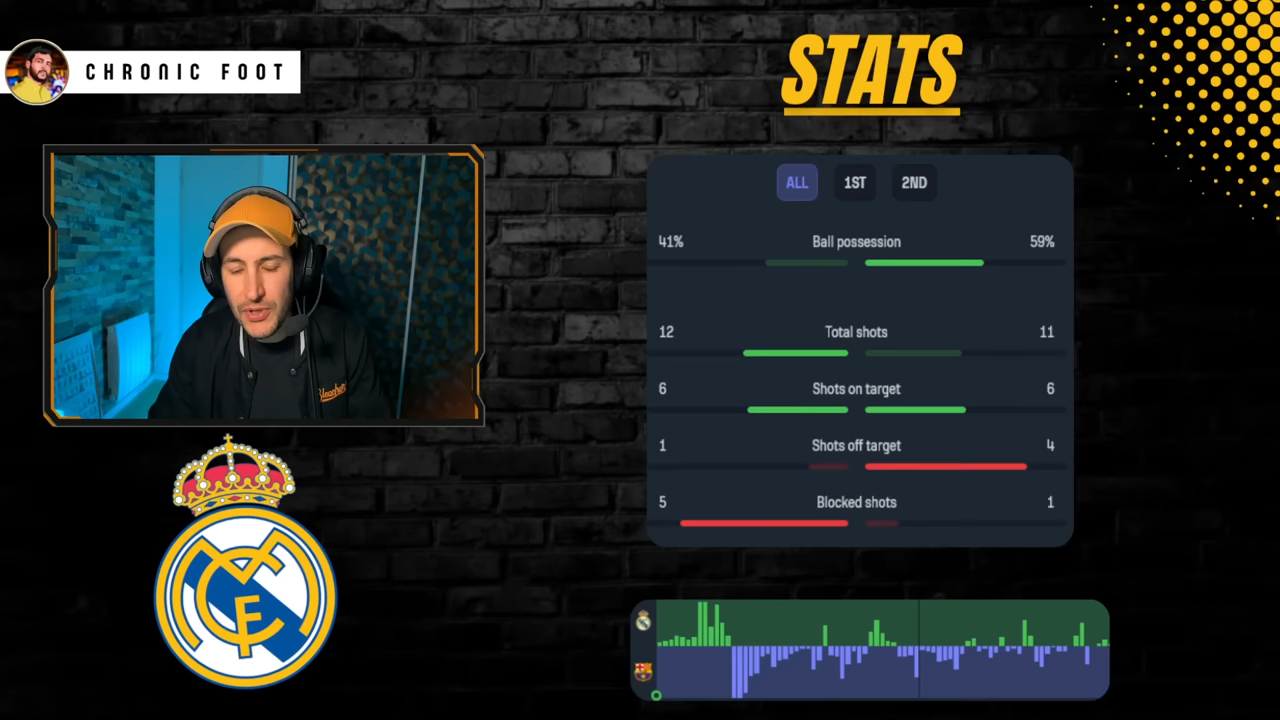 CHRONIC FOOT
STATS
ALL 1ST 2ND
41% Ball possession 59%
12 Total shots 11
6 Shots on target 6
1 Shots off target 4
5 Blocked shots 1